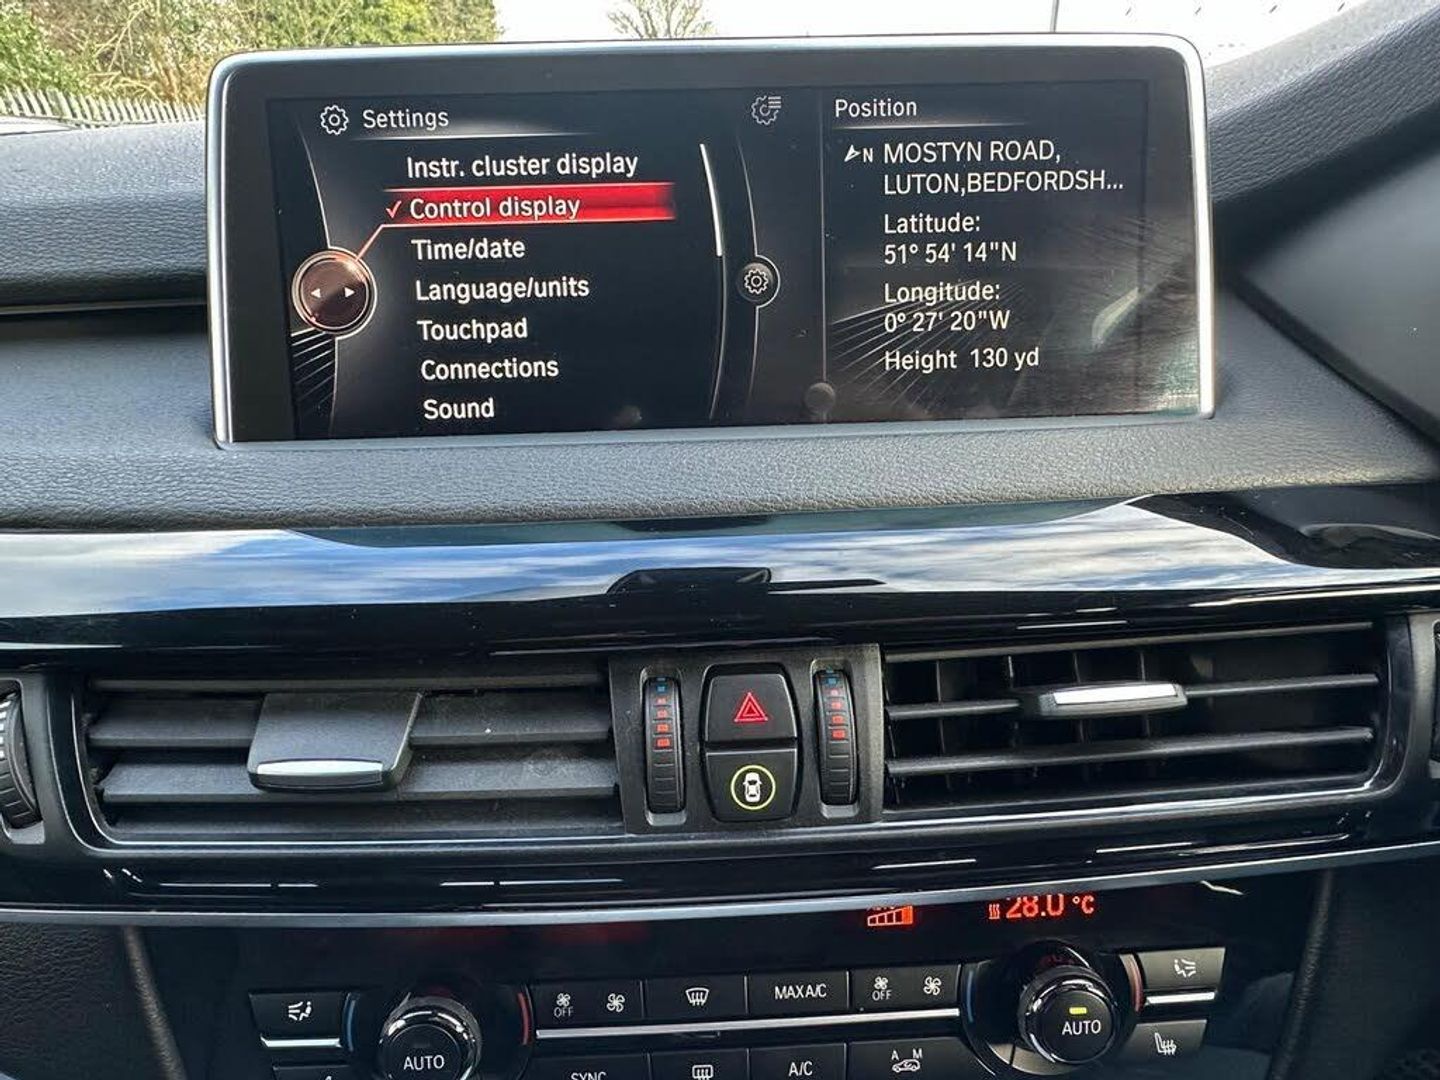 Settings
Instr. cluster display
Control display
Time/date
Language/units
Touchpad
Connections
Sound
Position
N MOSTYN ROAD,
LUTON,BEDFORDSH...
Latitude:
51° 54' 14"N
Longitude:
0° 27' 20"W
Height 130 yd
28.0 °C
OFF
MAX A/C
OFF
AUTO
AUTO
SYNC
A/C
A M